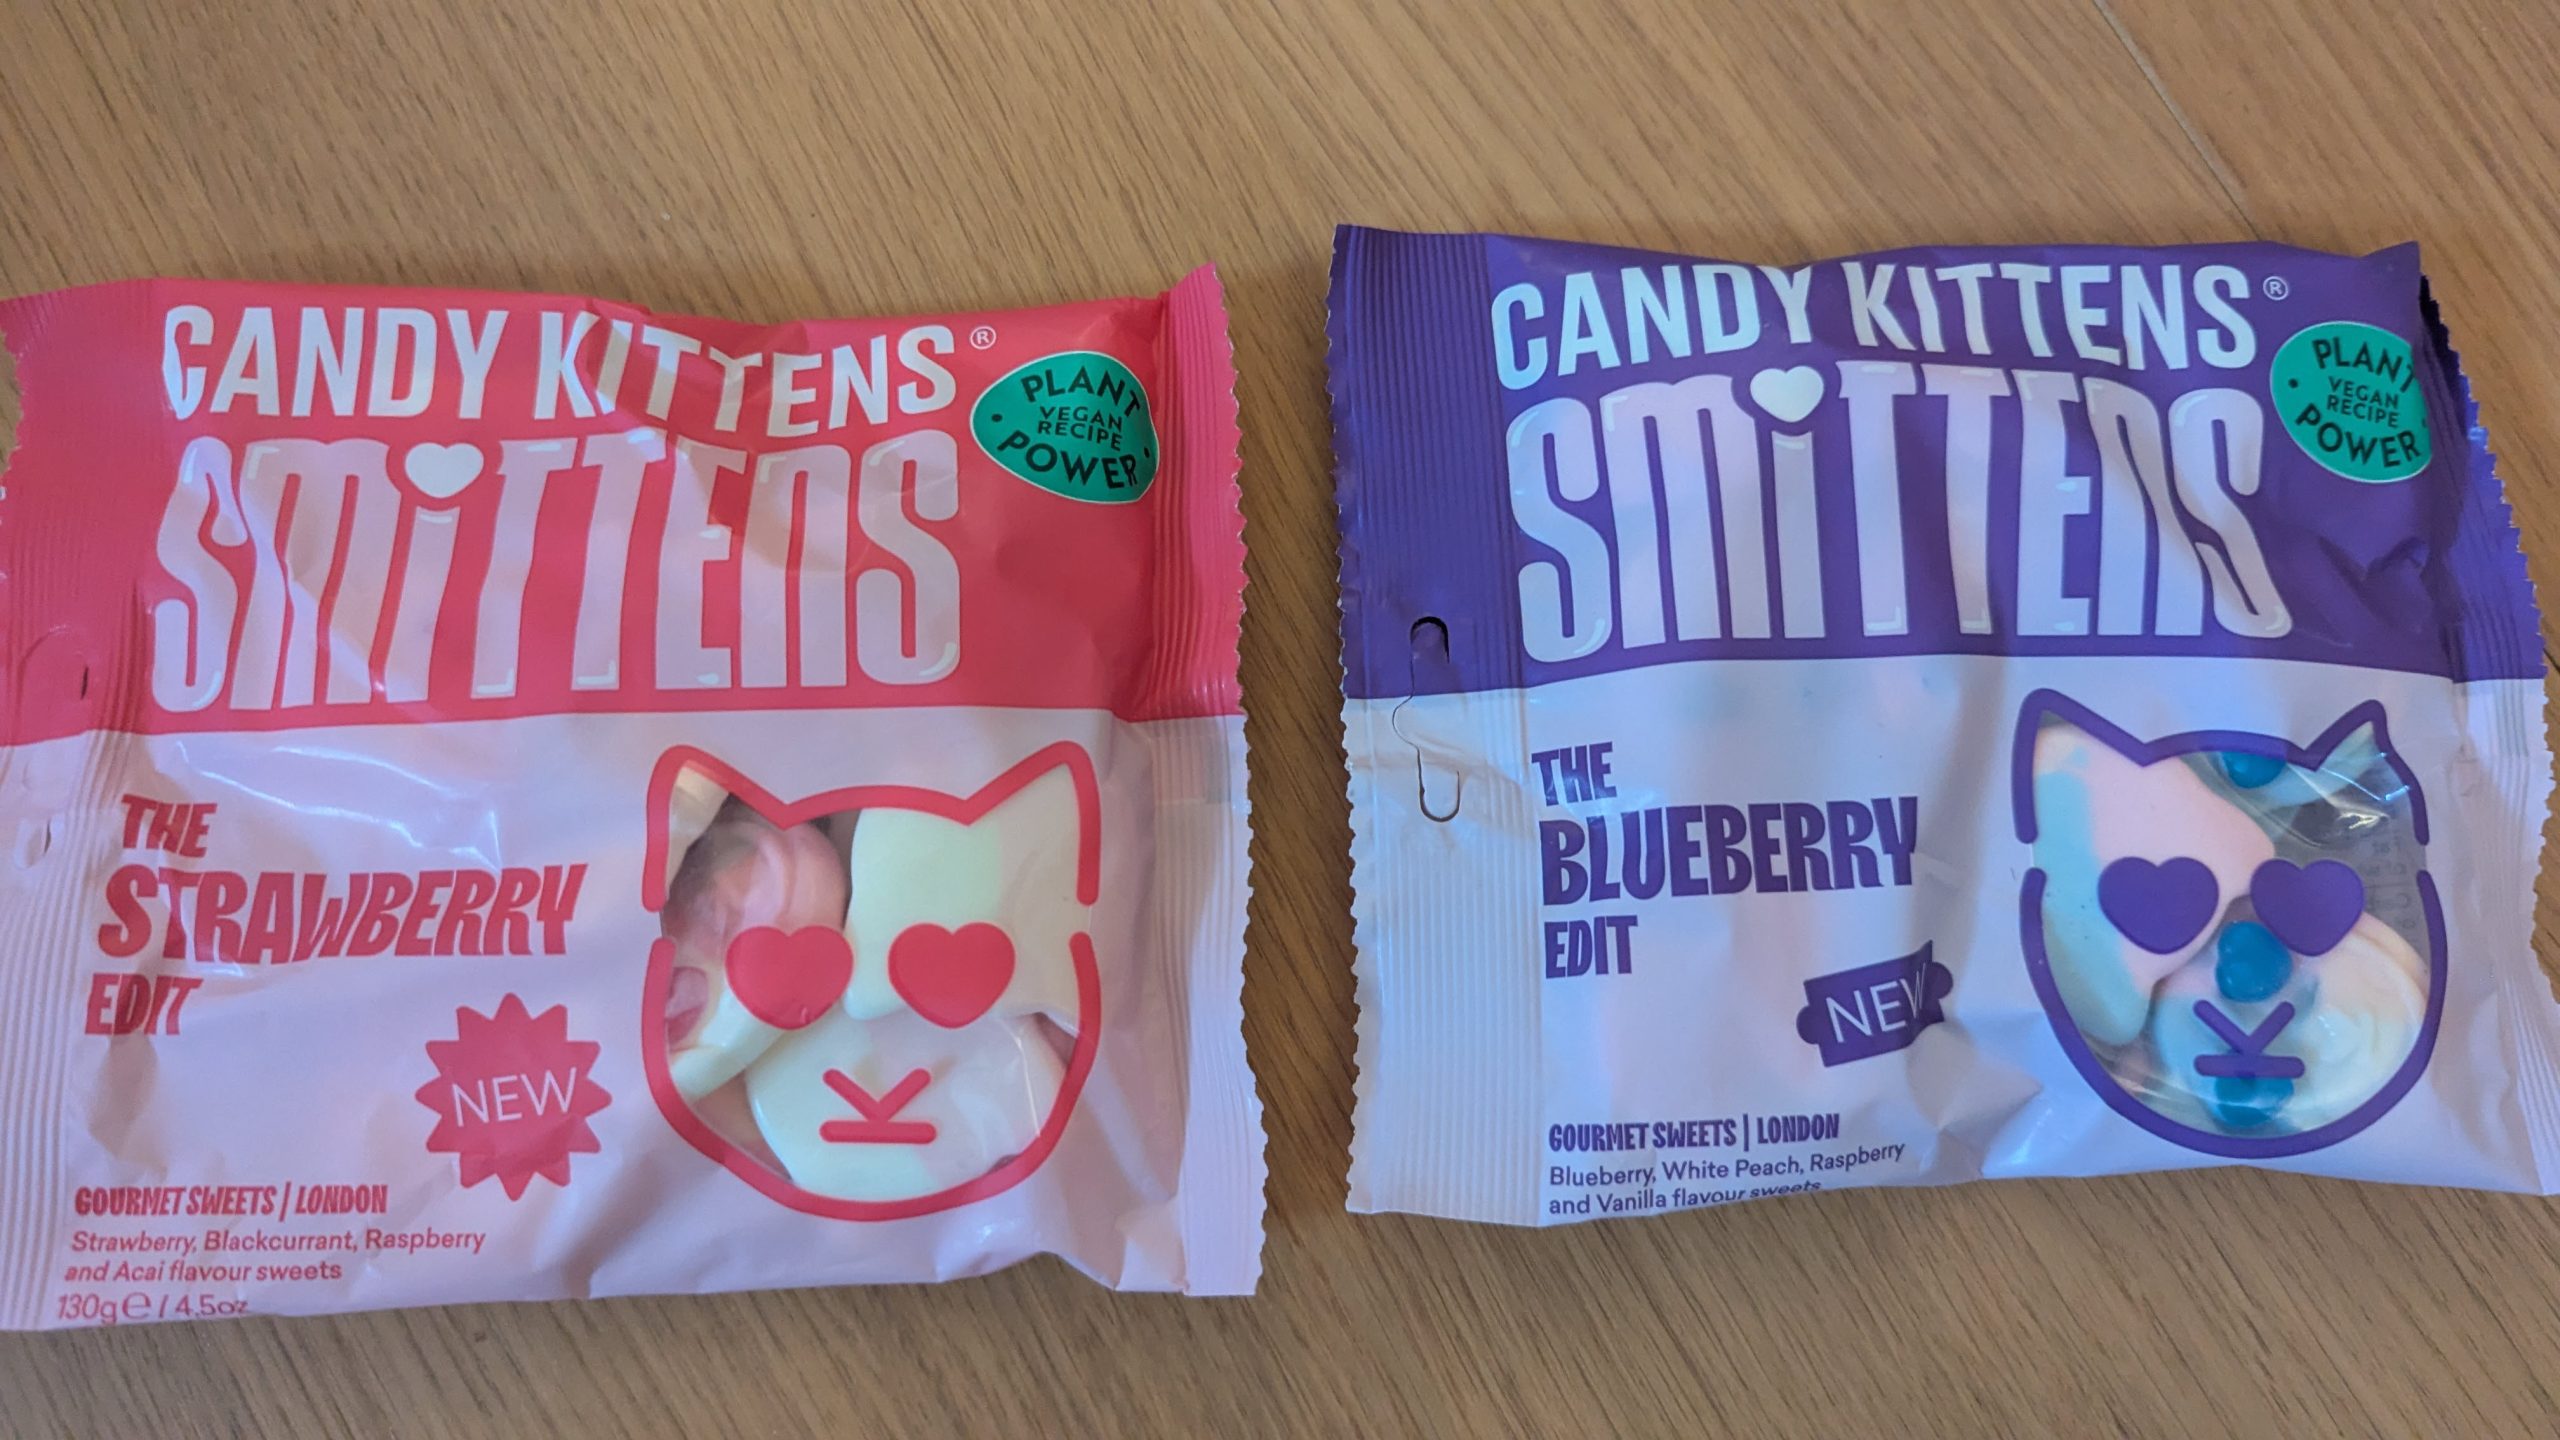 CANDY KITTENS®
SMiTTENS
PLANT
VEGAN
RECIPE
POWER
THE
STRAWBERRY
EDIT
NEW
GOURMET SWEETS | LONDON
Strawberry, Blackcurrant, Raspberry
and Acai flavour sweets
130g e / 4.5oz
CANDY KITTENS®
SMiTTENS
PLANT
VEGAN
RECIPE
POWER
THE
BLUEBERRY
EDIT
NEW
GOURMET SWEETS | LONDON
Blueberry, White Peach, Raspberry
and Vanilla flavour sweets